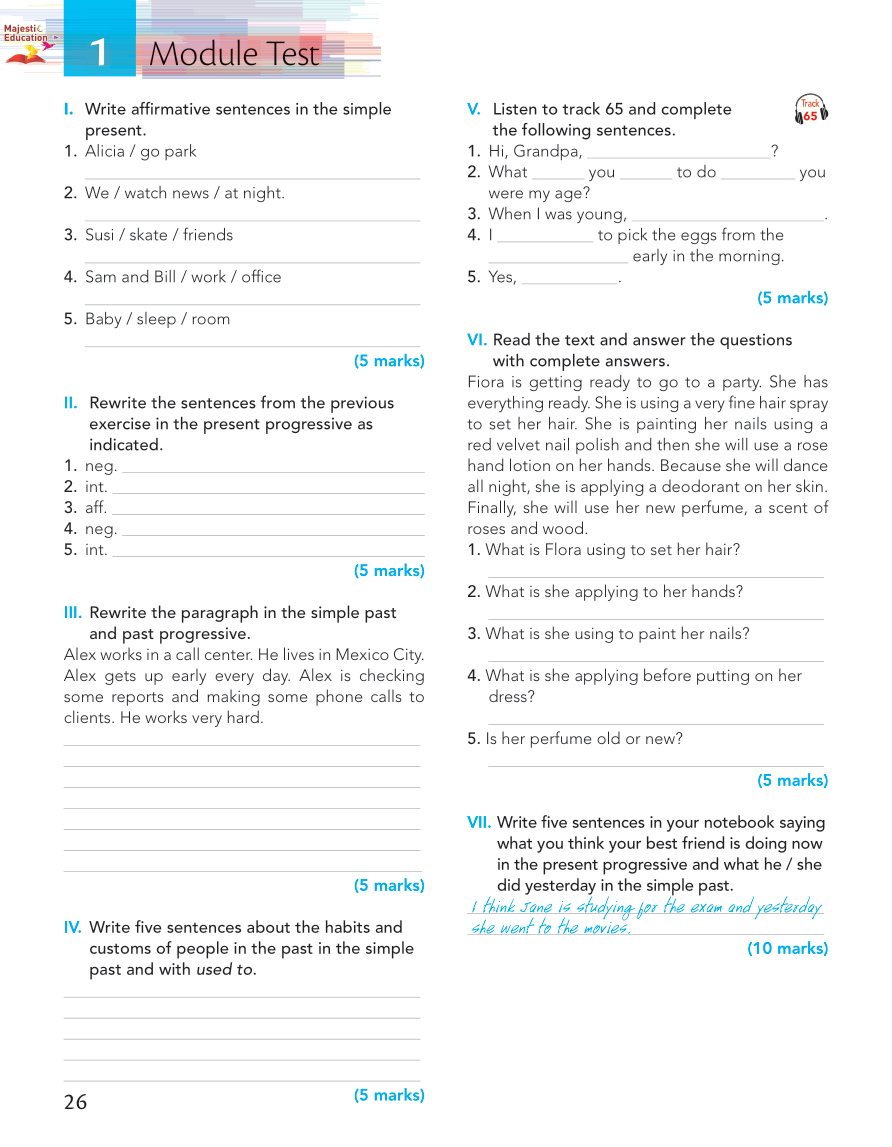 Majesti
Education
1
Module Test
I. Write affirmative sentences in the simple
present.
1. Alicia / go park
2. We / watch news / at night.
3. Susi / skate / friends
4. Sam and Bill / work / office
5. Baby / sleep / room
(5 marks)
II. Rewrite the sentences from the previous
exercise in the present progressive as
indicated.
1. neg.
2. int.
3. aff.
4. neg.
5. int.
(5 marks)
III. Rewrite the paragraph in the simple past
and past progressive.
Alex works in a call center. He lives in Mexico City.
Alex gets up early every day. Alex is checking
some reports and making some phone calls to
clients. He works very hard.
(5 marks)
IV. Write five sentences about the habits and
customs of people in the past in the simple
past and with used to.
(5 marks)
26
V. Listen to track 65 and complete
the following sentences.
Track
65
1. Hi, Grandpa, ?
2. What you to do you
were my age?
3. When I was young, .
4. I to pick the eggs from the
early in the morning.
5. Yes, .
(5 marks)
VI. Read the text and answer the questions
with complete answers.
Fiora is getting ready to go to a party. She has
everything ready. She is using a very fine hair spray
to set her hair. She is painting her nails using a
red velvet nail polish and then she will use a rose
hand lotion on her hands. Because she will dance
all night, she is applying a deodorant on her skin.
Finally, she will use her new perfume, a scent of
roses and wood.
1. What is Flora using to set her hair?
2. What is she applying to her hands?
3. What is she using to paint her nails?
4. What is she applying before putting on her
dress?
5. Is her perfume old or new?
(5 marks)
VII. Write five sentences in your notebook saying
what you think your best friend is doing now
in the present progressive and what he / she
did yesterday in the simple past.
I think Jane is studying for the exam and yesterday
she went to the movies.
(10 marks)